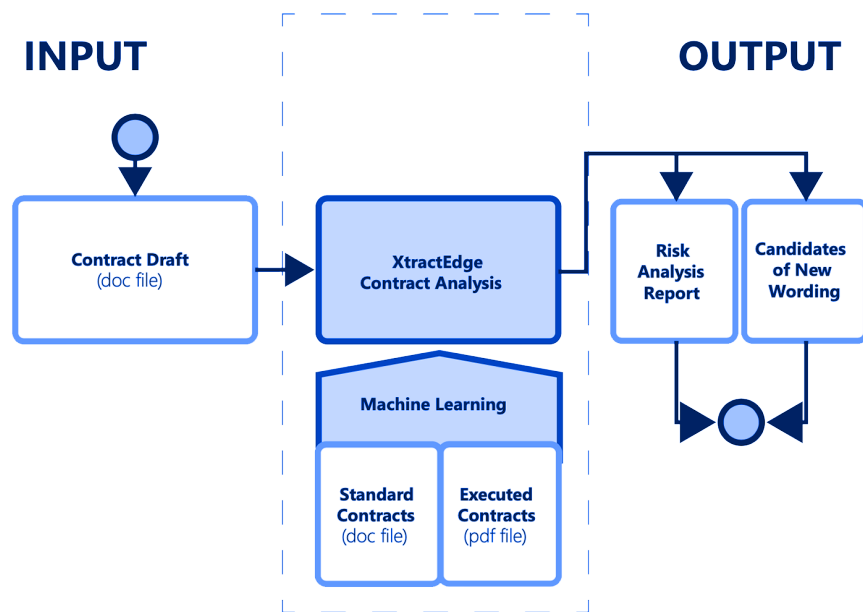 INPUT
OUTPUT
Contract Draft
(doc file)
XtractEdge
Contract Analysis
Risk
Analysis
Report
Candidates
of New
Wording
Machine Learning
Standard
Contracts
(doc file)
Executed
Contracts
(pdf file)